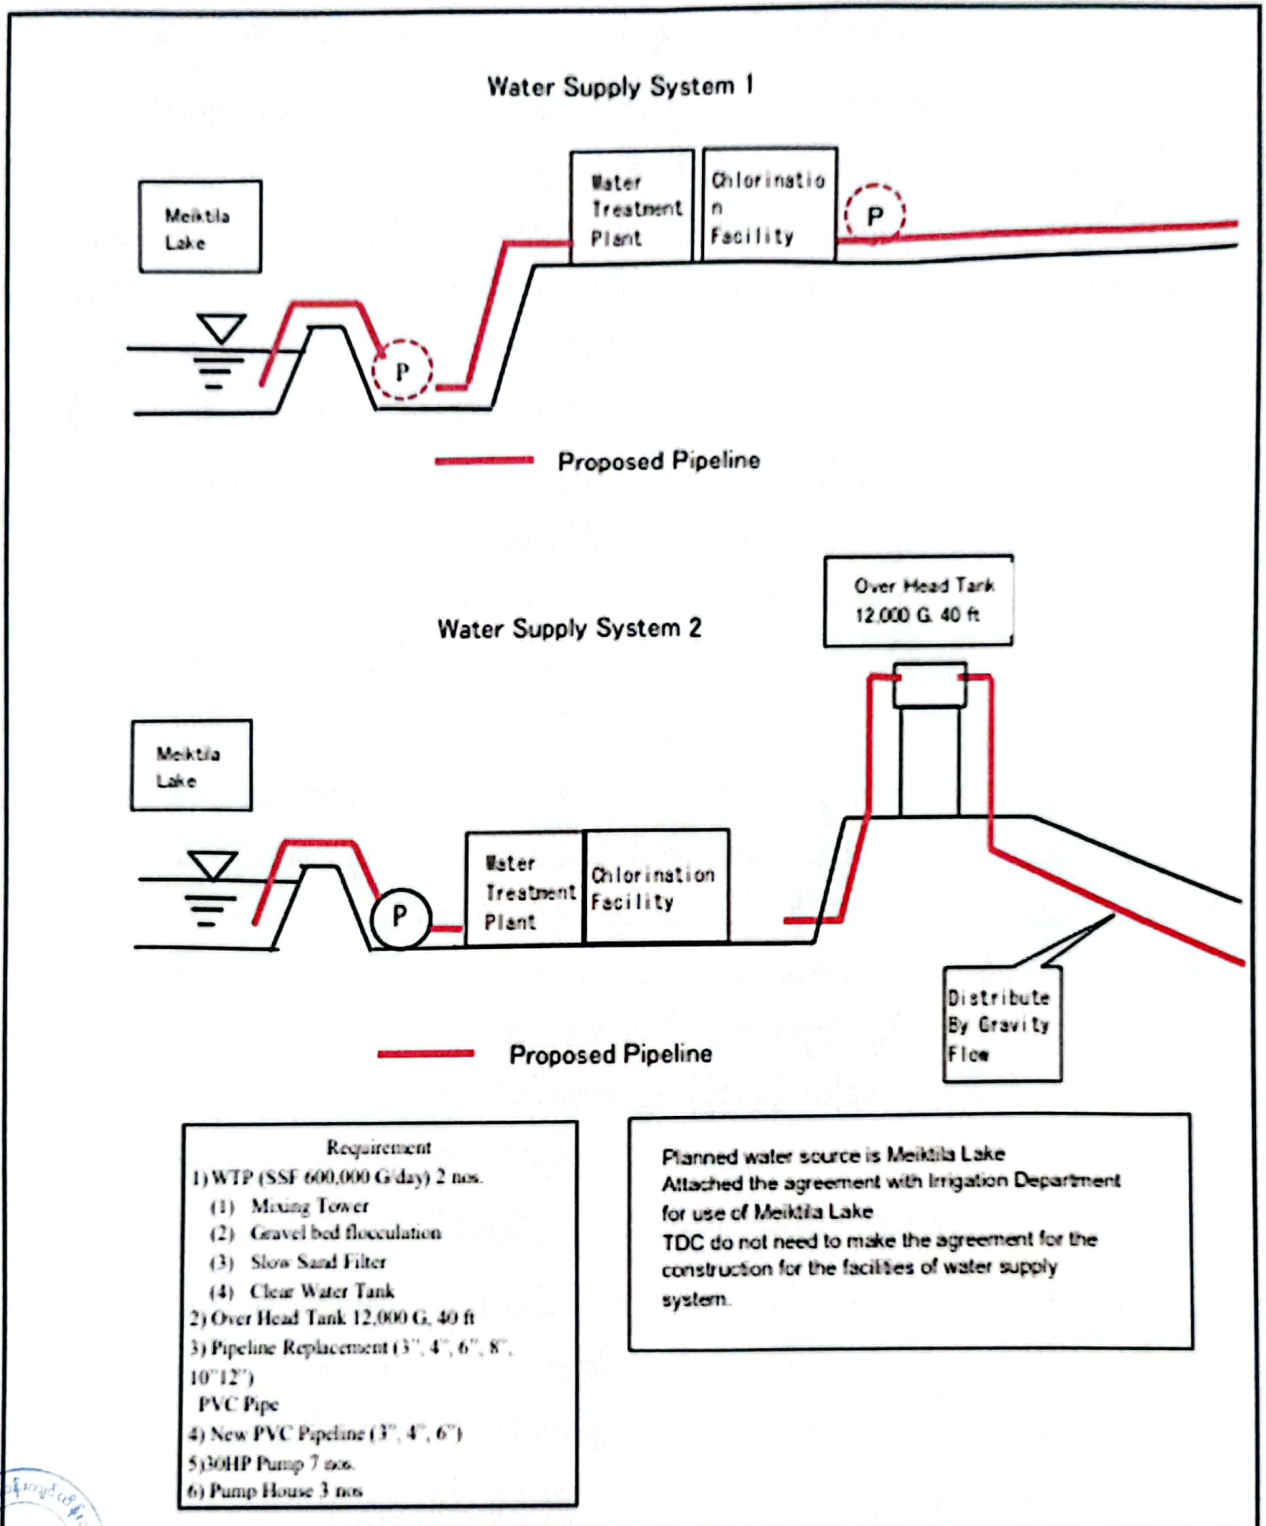 Water Supply System 1
Meiktila
Lake
Water
Treatment
Plant
Chlorinatio
n
Facility
P
P
Proposed Pipeline
Water Supply System 2
Over Head Tank
12,000 G. 40 ft
Meiktila
Lake
P
Water
Treatment
Plant
Chlorination
Facility
Distribute
By Gravity
Flow
Proposed Pipeline
Requirement
1) WTP (SSF 600,000 G/day) 2 nos.
(1) Mixing Tower
(2) Gravel bed flocculation
(3) Slow Sand Filter
(4) Clear Water Tank
2) Over Head Tank 12,000 G, 40 ft
3) Pipeline Replacement (3", 4", 6", 8",
10"12")
PVC Pipe
4) New PVC Pipeline (3", 4", 6")
5)30HP Pump 7 nos.
6) Pump House 3 nos
Planned water source is Meiktila Lake
Attached the agreement with Irrigation Department
for use of Meiktila Lake
TDC do not need to make the agreement for the
construction for the facilities of water supply
system.